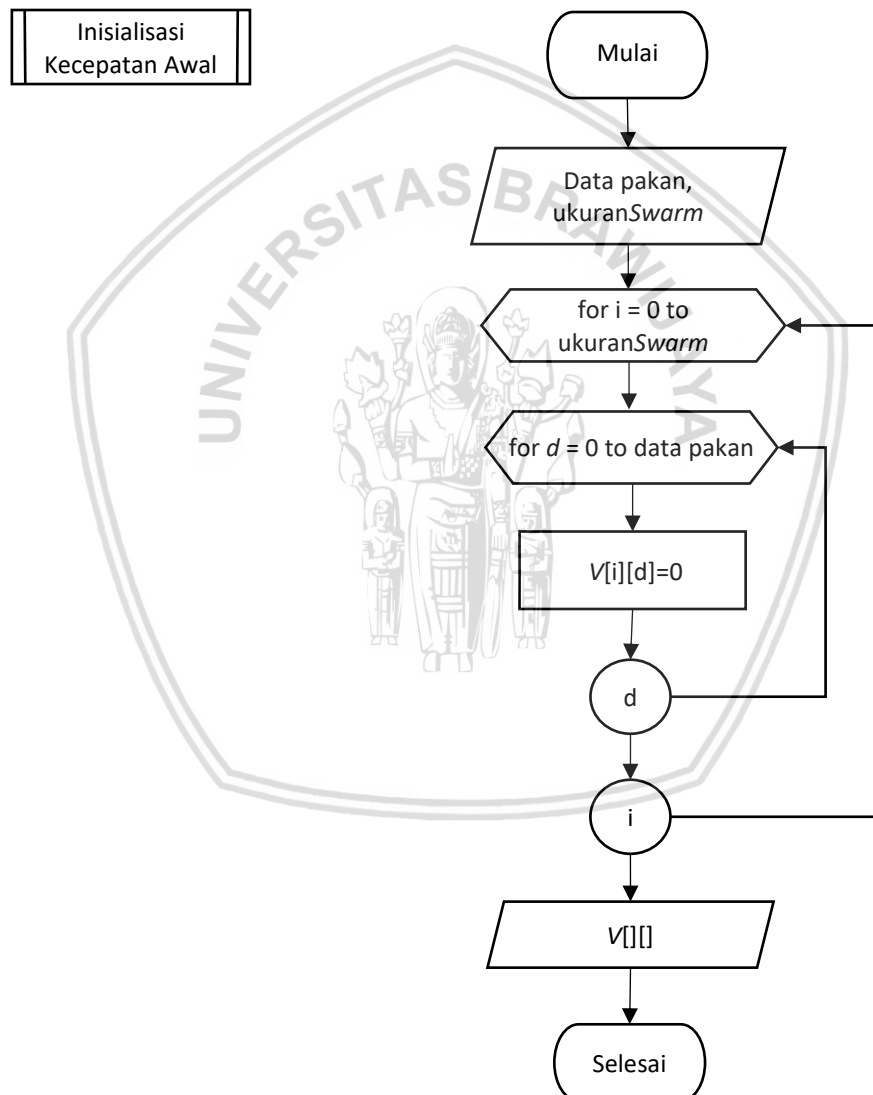 Inisialisasi
Kecepatan Awal
Mulai
UNIVERSITAS BRAWIJAYA
Data pakan,
ukuranSwarm
for i = 0 to
ukuranSwarm
for d = 0 to data pakan
V[i][d]=0
d
i
V[][]
Selesai